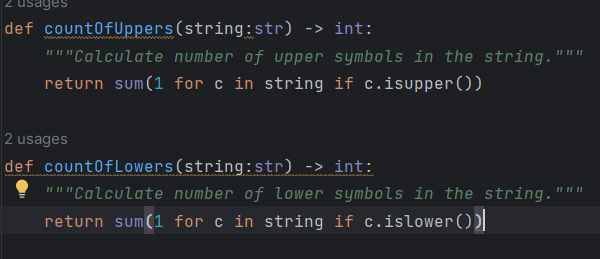 2 usages
def countOfUppers(string:str) -> int:
    """Calculate number of upper symbols in the string."""
    return sum(1 for c in string if c.isupper())
2 usages
def countOfLowers(string:str) -> int:
    """Calculate number of lower symbols in the string."""
    return sum(1 for c in string if c.islower())